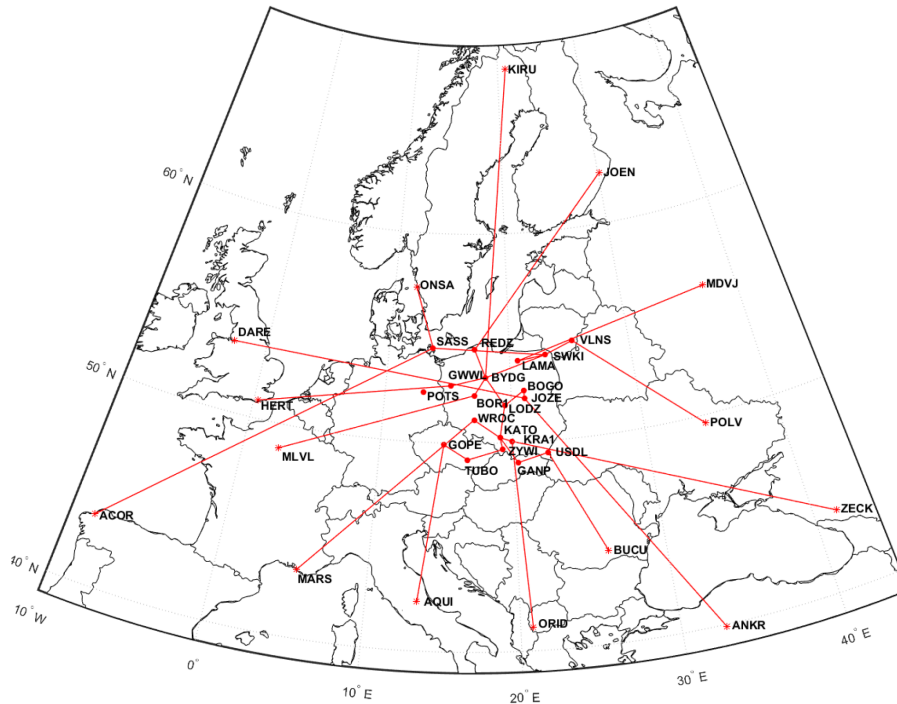 KIRU
JOEN
60° N
ONSA
MDVJ
DARE
SASS
REDZ
VLNS
SWKI
LAMA
50° N
GWWL
BYDG
POTS
BOR1
BOGO
JOZE
HERT
LODZ
WROC
POLV
KATO
KRA1
GOPE
ZYWI
USDL
MLVL
TUBO
GANP
ZECK
ACOR
BUCU
40° N
MARS
10° W
AQUI
ORID
ANKR
40° E
0°
30° E
10° E
20° E